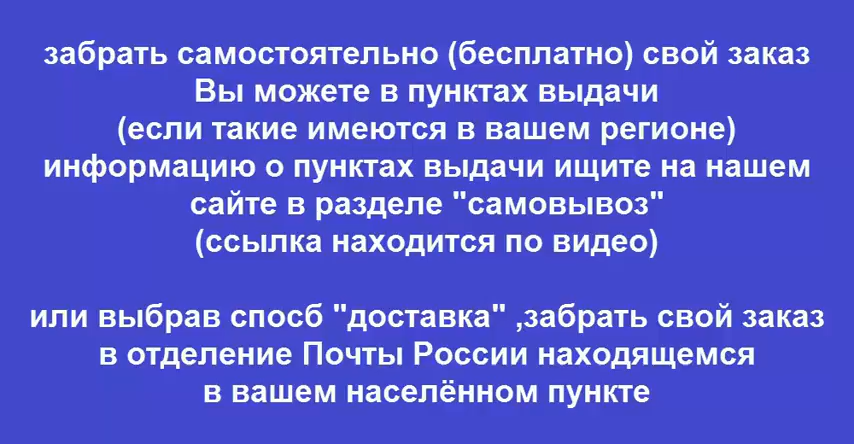 забрать самостоятельно (бесплатно) свой заказ
Вы можете в пунктах выдачи
(если такие имеются в вашем регионе)
информацию о пунктах выдачи ищите на нашем
сайте в разделе "самовывоз"
(ссылка находится по видео)
или выбрав спосб "доставка" ,забрать свой заказ
в отделение Почты России находящемся
в вашем населённом пункте